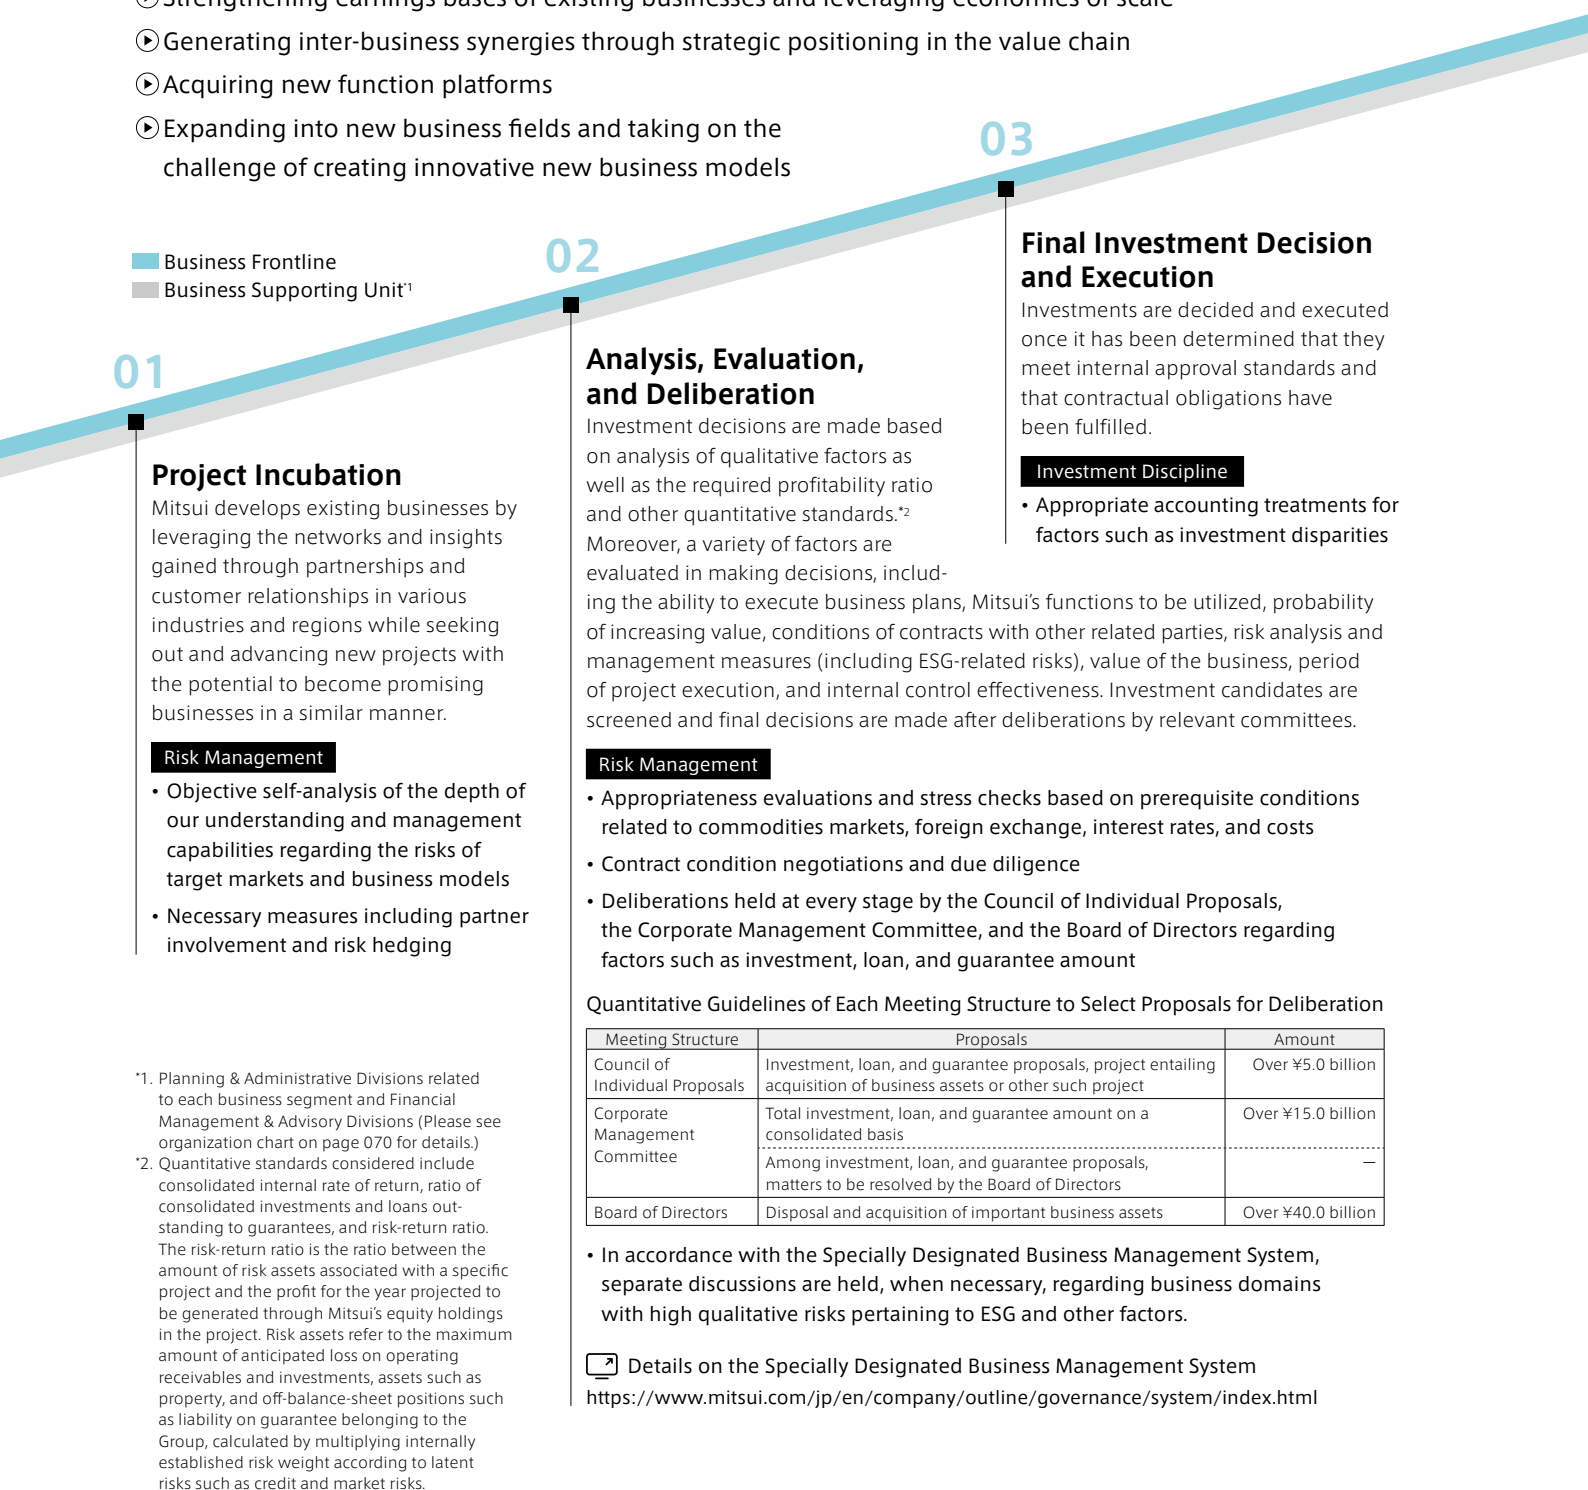 Strengthening earnings bases of existing businesses and leveraging economies of scale
Generating inter-business synergies through strategic positioning in the value chain
Acquiring new function platforms
Expanding into new business fields and taking on the
challenge of creating innovative new business models
Business Frontline
Business Supporting Unit*1
01
Project Incubation
Mitsui develops existing businesses by
leveraging the networks and insights
gained through partnerships and
customer relationships in various
industries and regions while seeking
out and advancing new projects with
the potential to become promising
businesses in a similar manner.
Risk Management
• Objective self-analysis of the depth of
our understanding and management
capabilities regarding the risks of
target markets and business models
• Necessary measures including partner
involvement and risk hedging
02
Analysis, Evaluation,
and Deliberation
Investment decisions are made based
on analysis of qualitative factors as
well as the required profitability ratio
and other quantitative standards.*2
Moreover, a variety of factors are
evaluated in making decisions, includ-
ing the ability to execute business plans, Mitsui's functions to be utilized, probability
of increasing value, conditions of contracts with other related parties, risk analysis and
management measures (including ESG-related risks), value of the business, period
of project execution, and internal control effectiveness. Investment candidates are
screened and final decisions are made after deliberations by relevant committees.
Risk Management
• Appropriateness evaluations and stress checks based on prerequisite conditions
related to commodities markets, foreign exchange, interest rates, and costs
• Contract condition negotiations and due diligence
• Deliberations held at every stage by the Council of Individual Proposals,
the Corporate Management Committee, and the Board of Directors regarding
factors such as investment, loan, and guarantee amount
Quantitative Guidelines of Each Meeting Structure to Select Proposals for Deliberation
Meeting Structure Proposals Amount
Council of
Individual Proposals
Investment, loan, and guarantee proposals, project entailing
acquisition of business assets or other such project
Over ¥5.0 billion
Corporate
Management
Committee
Total investment, loan, and guarantee amount on a
consolidated basis
Over ¥15.0 billion
Among investment, loan, and guarantee proposals,
matters to be resolved by the Board of Directors
—
Board of Directors Disposal and acquisition of important business assets Over ¥40.0 billion
• In accordance with the Specially Designated Business Management System,
separate discussions are held, when necessary, regarding business domains
with high qualitative risks pertaining to ESG and other factors.
Details on the Specially Designated Business Management System
https://www.mitsui.com/jp/en/company/outline/governance/system/index.html
03
Final Investment Decision
and Execution
Investments are decided and executed
once it has been determined that they
meet internal approval standards and
that contractual obligations have
been fulfilled.
Investment Discipline
• Appropriate accounting treatments for
factors such as investment disparities
*1. Planning & Administrative Divisions related
to each business segment and Financial
Management & Advisory Divisions (Please see
organization chart on page 070 for details.)
*2. Quantitative standards considered include
consolidated internal rate of return, ratio of
consolidated investments and loans out-
standing to guarantees, and risk-return ratio.
The risk-return ratio is the ratio between the
amount of risk assets associated with a specific
project and the profit for the year projected to
be generated through Mitsui's equity holdings
in the project. Risk assets refer to the maximum
amount of anticipated loss on operating
receivables and investments, assets such as
property, and off-balance-sheet positions such
as liability on guarantee belonging to the
Group, calculated by multiplying internally
established risk weight according to latent
risks such as credit and market risks.